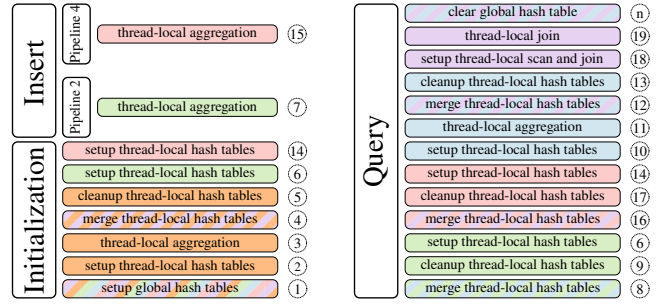 Insert
Pipeline 4
thread-local aggregation 15
Pipeline 2
thread-local aggregation 7
Initialization
setup thread-local hash tables 14
setup thread-local hash tables 6
cleanup thread-local hash tables 5
merge thread-local hash tables 4
thread-local aggregation 3
setup thread-local hash tables 2
setup global hash tables 1
Query
clear global hash table n
thread-local join 19
setup thread-local scan and join 18
cleanup thread-local hash tables 13
merge thread-local hash tables 12
thread-local aggregation 11
setup thread-local hash tables 10
setup thread-local hash tables 14
cleanup thread-local hash tables 17
merge thread-local hash tables 16
setup thread-local hash tables 6
cleanup thread-local hash tables 9
merge thread-local hash tables 8